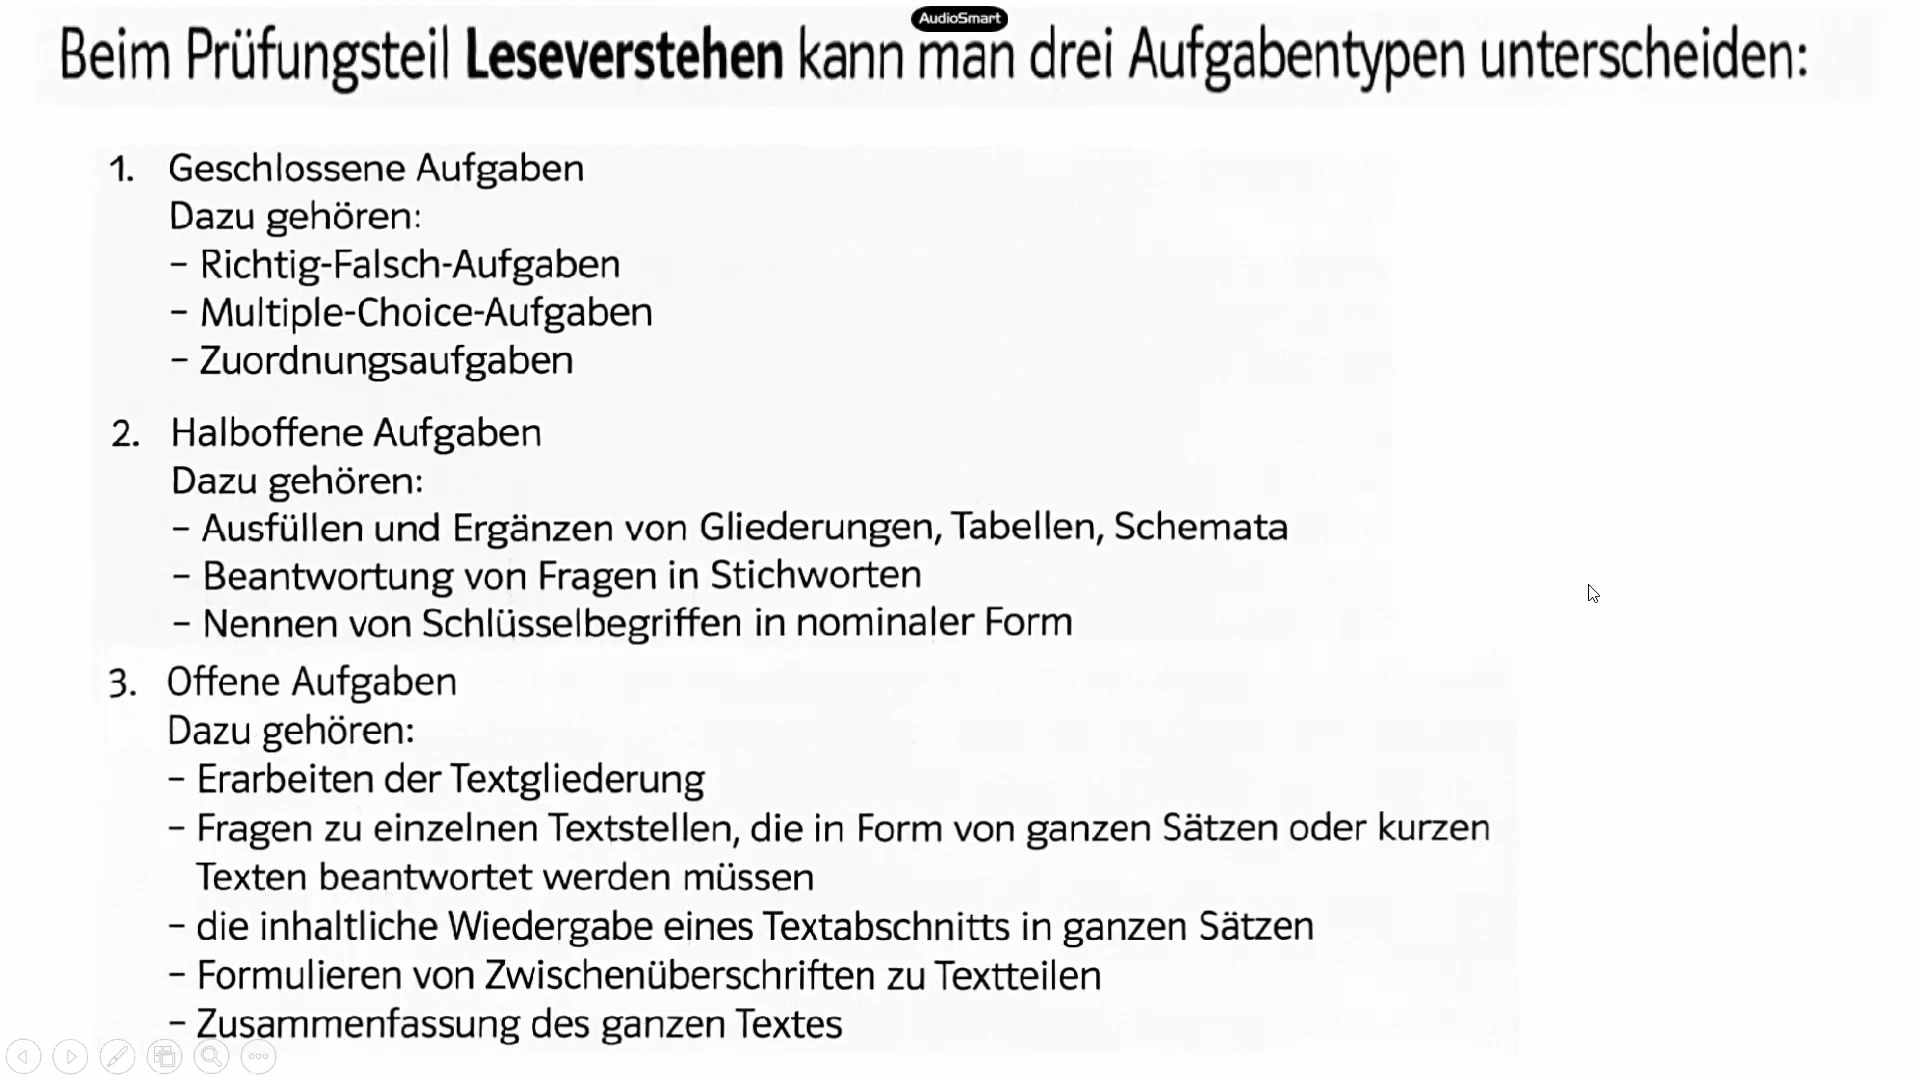 AudioSmart
Beim Prüfungsteil Leseverstehen kann man drei Aufgabentypen unterscheiden:
1. Geschlossene Aufgaben
Dazu gehören:
– Richtig-Falsch-Aufgaben
– Multiple-Choice-Aufgaben
– Zuordnungsaufgaben
2. Halboffene Aufgaben
Dazu gehören:
– Ausfüllen und Ergänzen von Gliederungen, Tabellen, Schemata
– Beantwortung von Fragen in Stichworten
– Nennen von Schlüsselbegriffen in nominaler Form
3. Offene Aufgaben
Dazu gehören:
– Erarbeiten der Textgliederung
– Fragen zu einzelnen Textstellen, die in Form von ganzen Sätzen oder kurzen
Texten beantwortet werden müssen
– die inhaltliche Wiedergabe eines Textabschnitts in ganzen Sätzen
– Formulieren von Zwischenüberschriften zu Textteilen
– Zusammenfassung des ganzen Textes